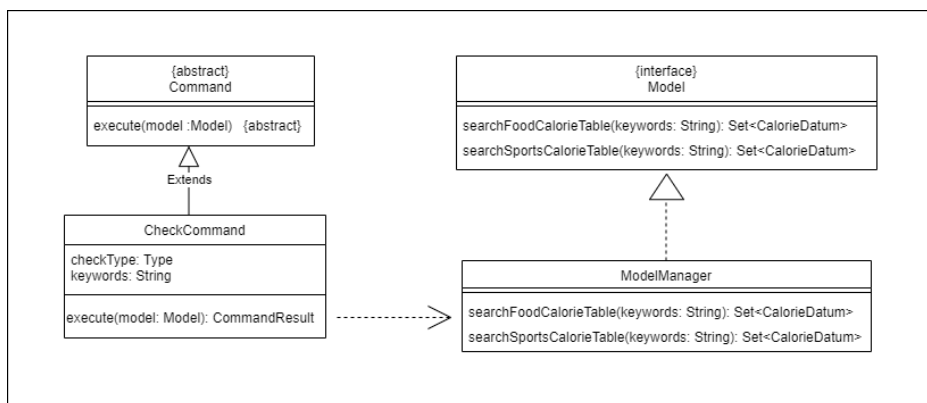 {abstract}
Command
execute(model :Model) {abstract}
Extends
CheckCommand
checkType: Type
keywords: String
execute(model: Model): CommandResult
{interface}
Model
searchFoodCalorieTable(keywords: String): Set<CalorieDatum>
searchSportsCalorieTable(keywords: String): Set<CalorieDatum>
ModelManager
searchFoodCalorieTable(keywords: String): Set<CalorieDatum>
searchSportsCalorieTable(keywords: String): Set<CalorieDatum>